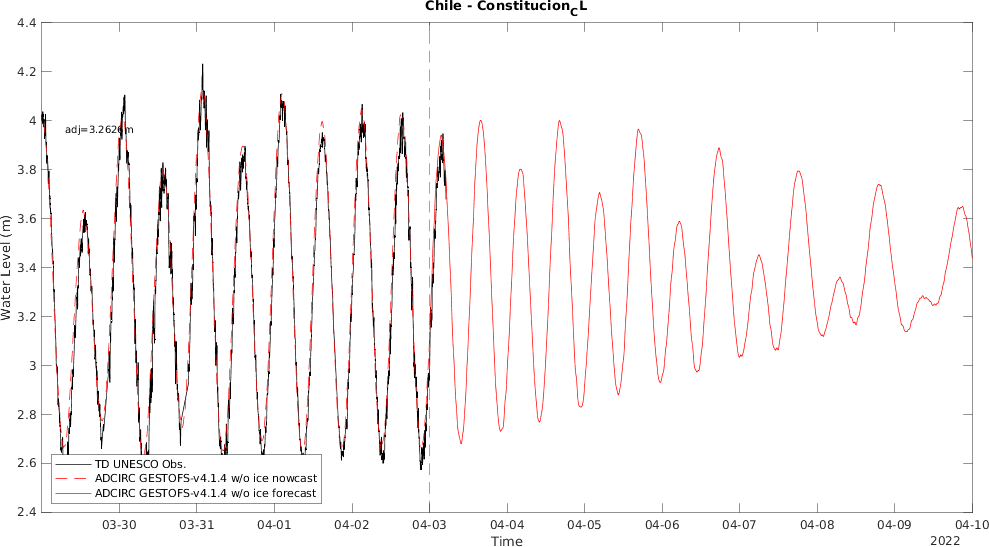 Chile - Constitucion_CL
4.4
4.2
4
3.8
3.6
3.4
3.2
3
2.8
2.6
2.4
Water Level (m)
adj=3.2626 m
TD UNESCO Obs.
ADCIRC GESTOFS-v4.1.4 w/o ice nowcast
ADCIRC GESTOFS-v4.1.4 w/o ice forecast
03-30 03-31 04-01 04-02 04-03 04-04 04-05 04-06 04-07 04-08 04-09 04-10
Time
2022